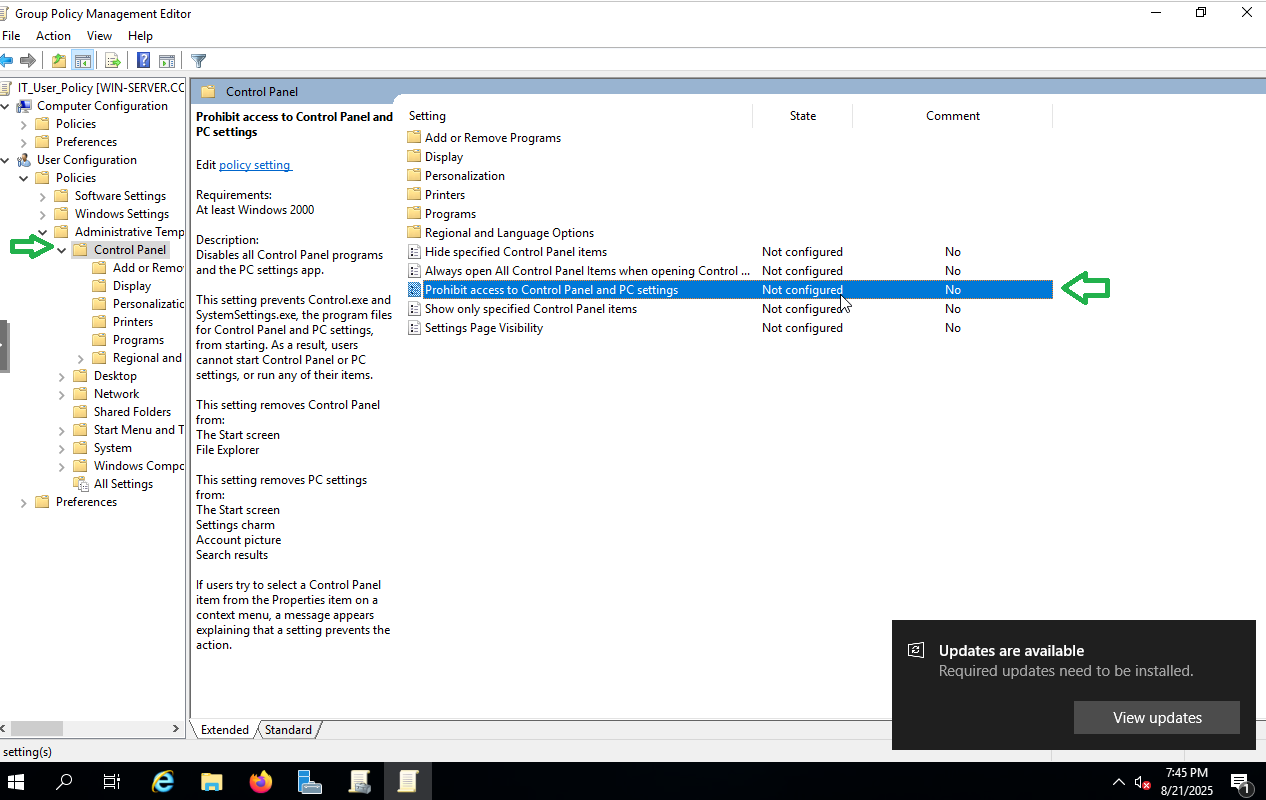 Group Policy Management Editor
File Action View Help
IT_User_Policy [WIN-SERVER.CC
Computer Configuration
Policies
Preferences
User Configuration
Policies
Software Settings
Windows Settings
Administrative Temp
Control Panel
Add or Remov
Display
Personalizatic
Printers
Programs
Regional and
Desktop
Network
Shared Folders
Start Menu and T
System
Windows Compc
All Settings
Preferences
Control Panel
Prohibit access to Control Panel and
PC settings
Edit policy setting
Requirements:
At least Windows 2000
Description:
Disables all Control Panel programs
and the PC settings app.
This setting prevents Control.exe and
SystemSettings.exe, the program files
for Control Panel and PC settings,
from starting. As a result, users
cannot start Control Panel or PC
settings, or run any of their items.
This setting removes Control Panel
from:
The Start screen
File Explorer
This setting removes PC settings
from:
The Start screen
Settings charm
Account picture
Search results
If users try to select a Control Panel
item from the Properties item on a
context menu, a message appears
explaining that a setting prevents the
action.
Setting State Comment
Add or Remove Programs
Display
Personalization
Printers
Programs
Regional and Language Options
Hide specified Control Panel items Not configured No
Always open All Control Panel Items when opening Control ... Not configured No
Prohibit access to Control Panel and PC settings Not configured No
Show only specified Control Panel items Not configured No
Settings Page Visibility Not configured No
Extended Standard
setting(s)
Updates are available
Required updates need to be installed.
View updates
7:45 PM
8/21/2025
1